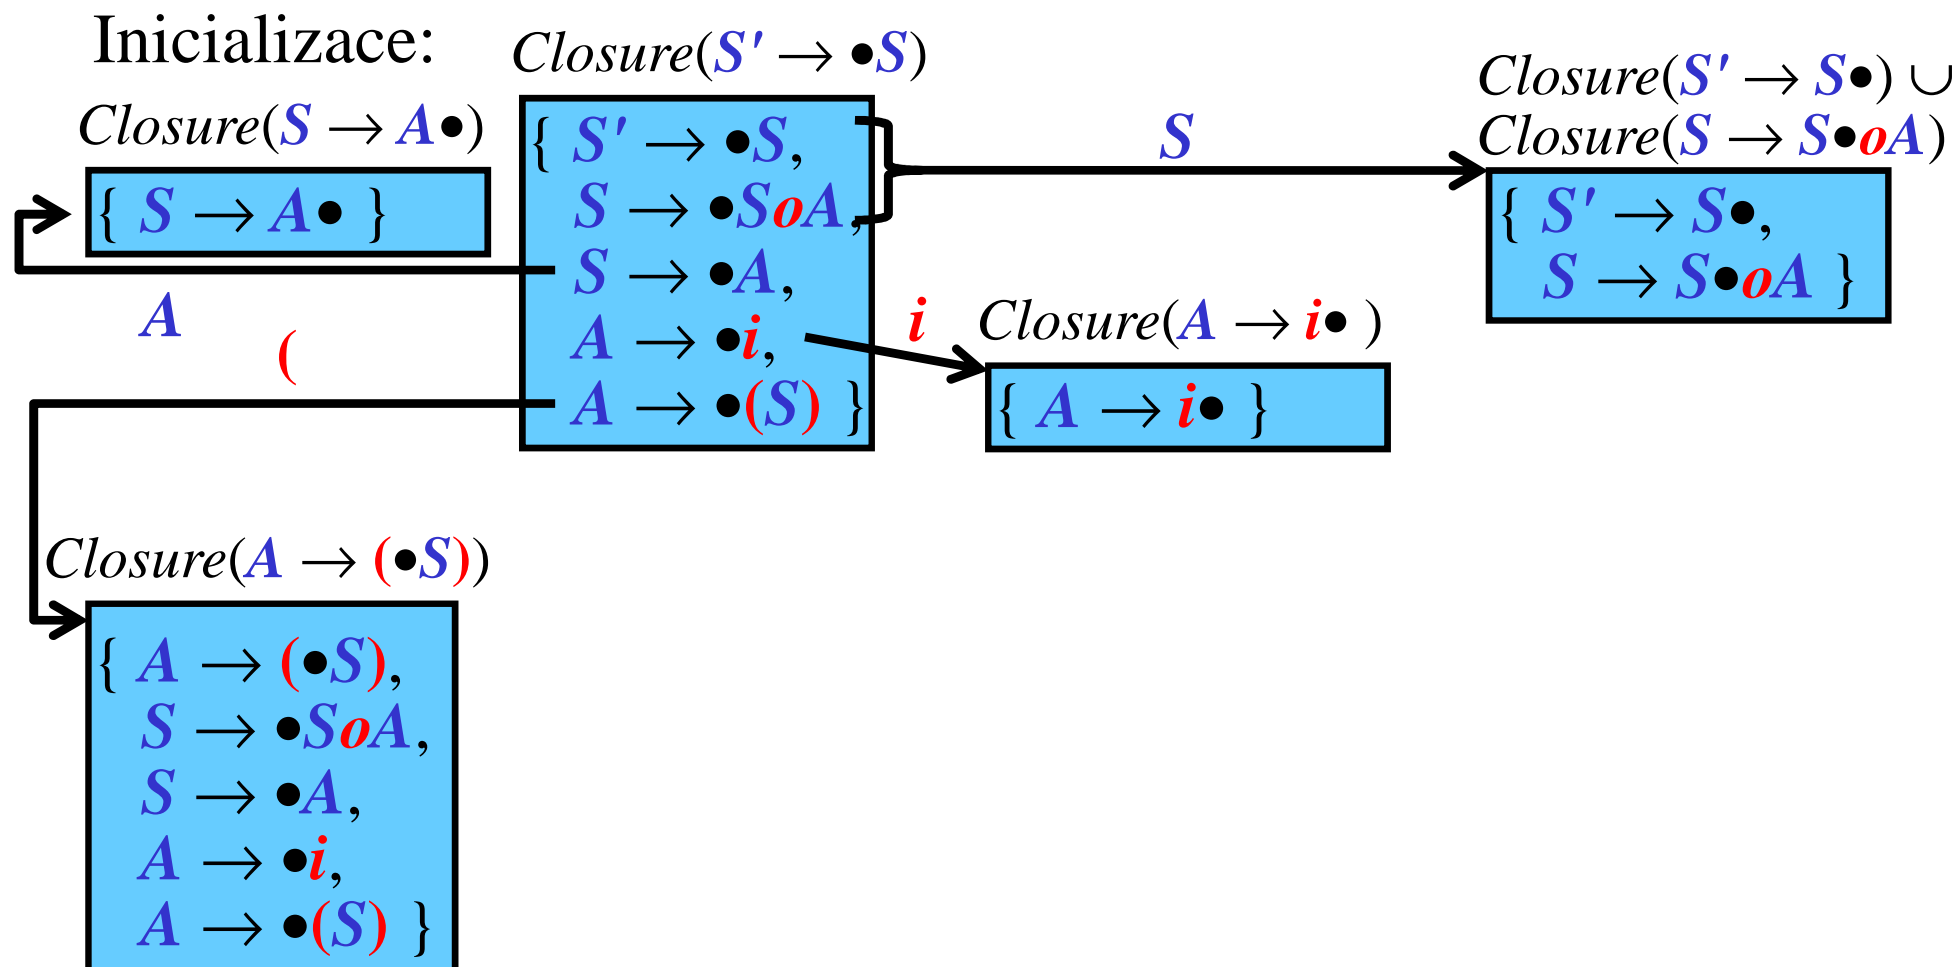 Inicializace:
Closure(S → A•)
{ S → A• }
A
(
Closure(S' → •S)
{ S' → •S,
S → •SoA,
S → •A,
A → •i,
A → •(S) }
S
Closure(S' → S•) ∪
Closure(S → S•oA)
{ S' → S•,
S → S•oA }
i
Closure(A → i• )
{ A → i• }
Closure(A → (•S))
{ A → (•S),
S → •SoA,
S → •A,
A → •i,
A → •(S) }